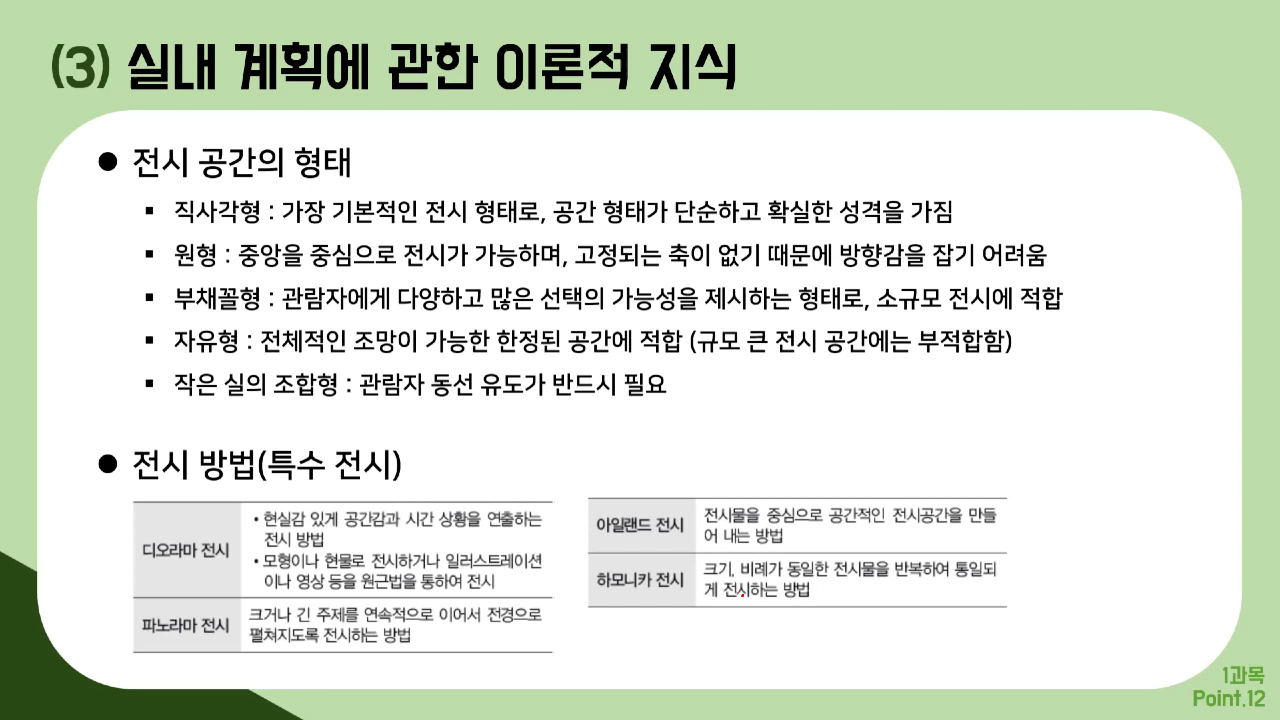 (3) 실내 계획에 관한 이론적 지식
● 전시 공간의 형태
▪ 직사각형 : 가장 기본적인 전시 형태로, 공간 형태가 단순하고 확실한 성격을 가짐
▪ 원형 : 중앙을 중심으로 전시가 가능하며, 고정되는 축이 없기 때문에 방향감을 잡기 어려움
▪ 부채꼴형 : 관람자에게 다양하고 많은 선택의 가능성을 제시하는 형태로, 소규모 전시에 적합
▪ 자유형 : 전체적인 조망이 가능한 한정된 공간에 적합 (규모 큰 전시 공간에는 부적합함)
▪ 작은 실의 조합형 : 관람자 동선 유도가 반드시 필요
● 전시 방법(특수 전시)
디오라마 전시
• 현실감 있게 공간감과 시간 상황을 연출하는
전시 방법
• 모형이나 현물로 전시하거나 일러스트레이션
이나 영상 등을 원근법을 통하여 전시
파노라마 전시
크거나 긴 주제를 연속적으로 이어서 전경으로
펼쳐지도록 전시하는 방법
아일랜드 전시
전시물을 중심으로 공간적인 전시공간을 만들
어 내는 방법
하모니카 전시
크기, 비례가 동일한 전시물을 반복하여 통일되
게 전시하는 방법
1과목
Point.12